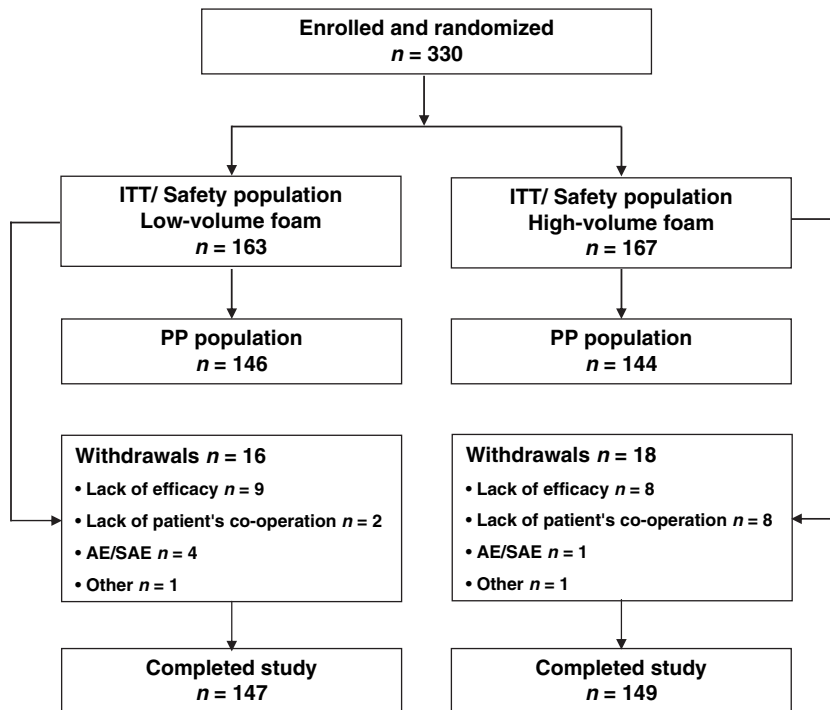 Enrolled and randomized
n = 330
ITT/ Safety population
Low-volume foam
n = 163
ITT/ Safety population
High-volume foam
n = 167
PP population
n = 146
PP population
n = 144
Withdrawals n = 16
• Lack of efficacy n = 9
• Lack of patient's co-operation n = 2
• AE/SAE n = 4
• Other n = 1
Withdrawals n = 18
• Lack of efficacy n = 8
• Lack of patient's co-operation n = 8
• AE/SAE n = 1
• Other n = 1
Completed study
n = 147
Completed study
n = 149